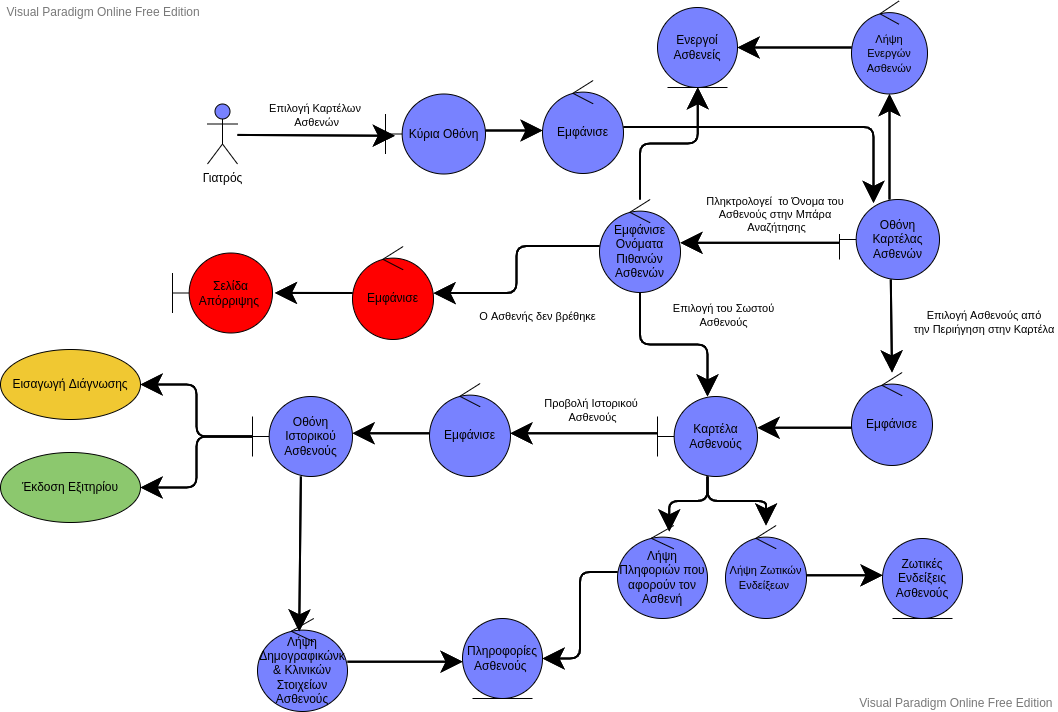 Visual Paradigm Online Free Edition
Ενεργοί
Ασθενείς
Λήψη
Ενεργών
Ασθενών
Επιλογή Καρτέλων
Ασθενών
Κύρια Οθόνη
Εμφάνισε
Γιατρός
Πληκτρολογεί το Όνομα του
Ασθενούς στην Μπάρα
Αναζήτησης
Οθόνη
Καρτέλας
Ασθενών
Εμφάνισε
Ονόματα
Πιθανών
Ασθενών
Σελίδα
Απόρριψης
Εμφάνισε
Ο Ασθενής δεν βρέθηκε
Επιλογή του Σωστού
Ασθενούς
Επιλογή Ασθενούς από
την Περιήγηση στην Καρτέλα
Εισαγωγή Διάγνωσης
Οθόνη
Ιστορικού
Ασθενούς
Εμφάνισε
Προβολή Ιστορικού
Ασθενούς
Καρτέλα
Ασθενούς
Εμφάνισε
Έκδοση Εξιτηρίου
Λήψη
Πληφοριών που
αφορούν τον
Ασθενή
Λήψη Ζωτικών
Ενδείξεων
Ζωτικές
Ενδείξεις
Ασθενούς
Λήψη
Δημογραφικώνκ
& Κλινικών
Στοιχείων
Ασθενούς
Πληροφορίες
Ασθενούς
Visual Paradigm Online Free Edition